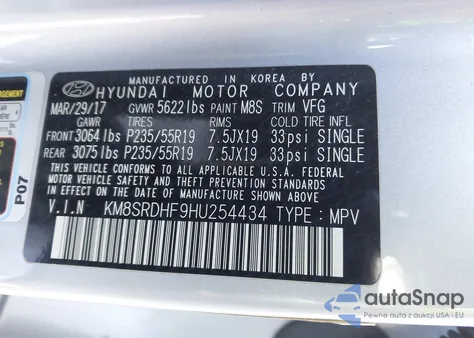 MANUFACTURED IN KOREA BY
HYUNDAI MOTOR COMPANY
MAR/29/17 GVWR 5622lbs PAINT M8S TRIM VFG
GAWR TIRES RIMS COLD TIRE INFL
FRONT 3064lbs P235/55R19 7.5JX19 33psi SINGLE
REAR 3075lbs P235/55R19 7.5JX19 33psi SINGLE
THIS VEHICLE CONFORMS TO ALL APPLICABLE U.S.A. FEDERAL
MOTOR VEHICLE SAFETY, BUMPER, AND
THEFT PREVENTION STANDARDS IN EFFECT ON THE DATE OF
MANUFACTURE SHOWN ABOVE
V.I.N KM8SRDHF9HU254434 TYPE : MPV
P07
autoSnap
Pewne auta z aukcji USA i EU